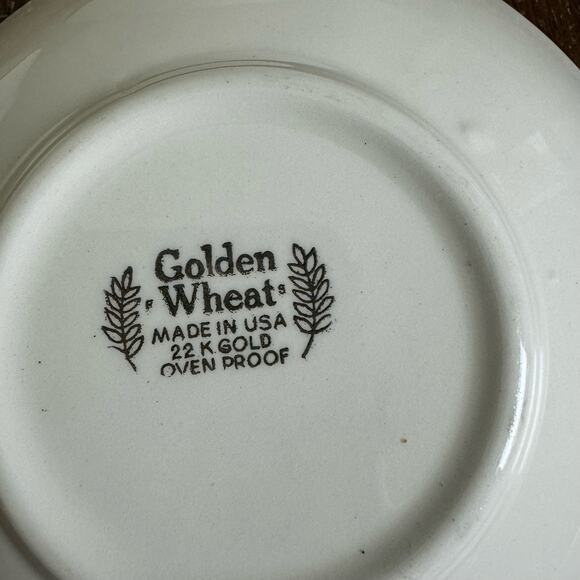 Golden
Wheat
MADE IN USA
22 K GOLD
OVEN PROOF